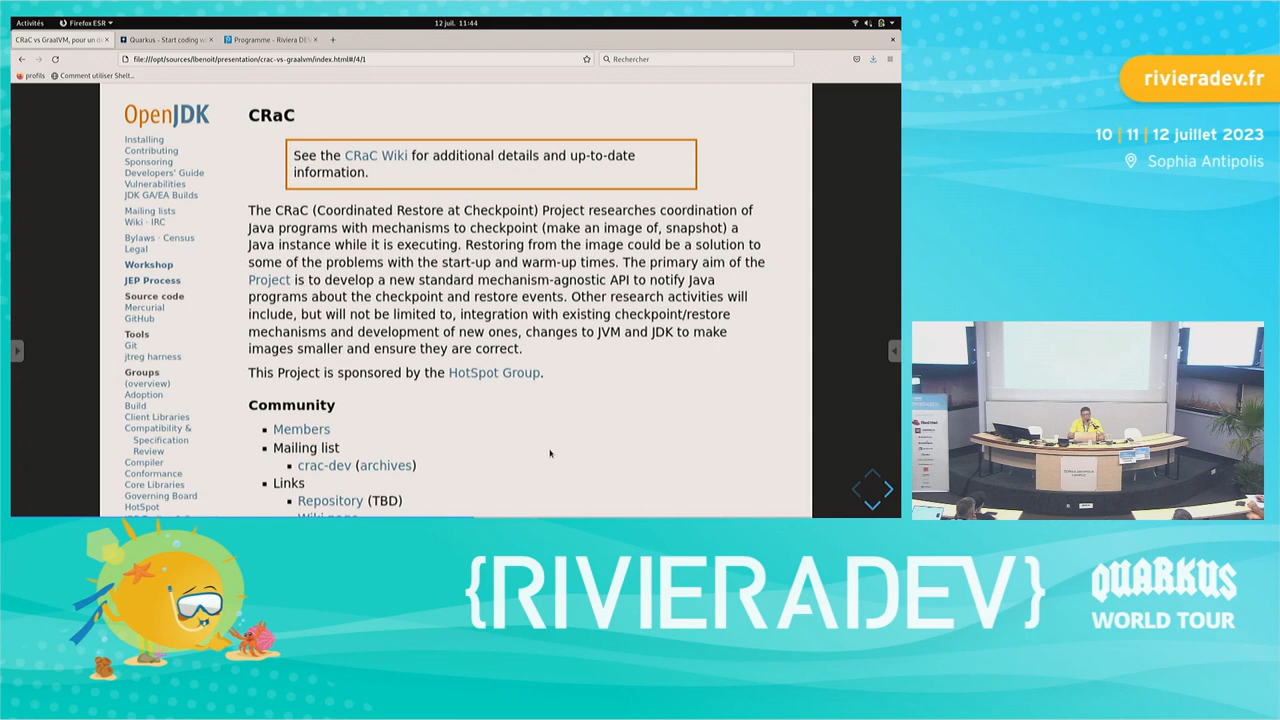 Activités
Firefox ESR
12 juil. 11:44
CRaC vs GraalVM, pour un d
Quarkus - Start coding w
Programme - Riviera DE
file:///opt/sources/lbenoit/presentation/crac-vs-graalvm/index.html#/4/1
Rechercher
profils
Comment utiliser Shelt...
OpenJDK
Installing
Contributing
Sponsoring
Developers' Guide
Vulnerabilities
JDK GA/EA Builds
Mailing lists
Wiki · IRC
Bylaws · Census
Legal
Workshop
JEP Process
Source code
Mercurial
GitHub
Tools
Git
jtreg harness
Groups
(overview)
Adoption
Build
Client Libraries
Compatibility &
Specification
Review
Compiler
Conformance
Core Libraries
Governing Board
HotSpot
CRaC
See the CRaC Wiki for additional details and up-to-date
information.
The CRaC (Coordinated Restore at Checkpoint) Project researches coordination of
Java programs with mechanisms to checkpoint (make an image of, snapshot) a
Java instance while it is executing. Restoring from the image could be a solution to
some of the problems with the start-up and warm-up times. The primary aim of the
Project is to develop a new standard mechanism-agnostic API to notify Java
programs about the checkpoint and restore events. Other research activities will
include, but will not be limited to, integration with existing checkpoint/restore
mechanisms and development of new ones, changes to JVM and JDK to make
images smaller and ensure they are correct.
This Project is sponsored by the HotSpot Group.
Community
Members
Mailing list
crac-dev (archives)
Links
Repository (TBD)
rivieradev.fr
10 | 11 | 12 juillet 2023
Sophia Antipolis
{RIVIERADEV}
QUARKUS
WORLD TOUR